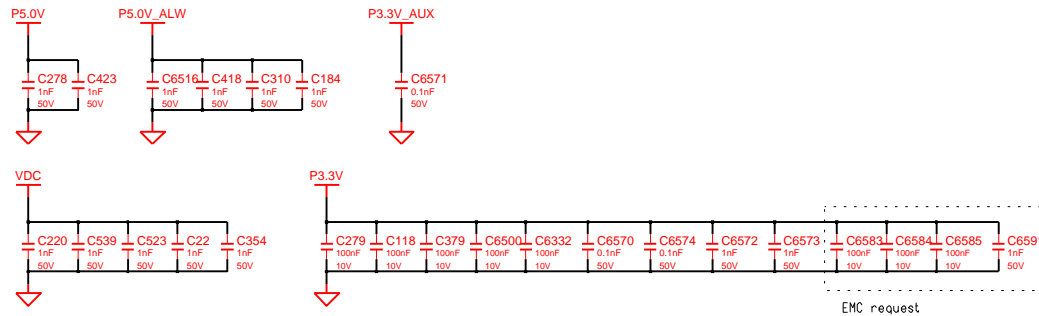 P5.0V P5.0V_ALW P3.3V_AUX
C278 C423 C6516 C418 C310 C184 C6571
1nF 1nF 1nF 1nF 1nF 1nF 0.1nF
50V 50V 50V 50V 50V 50V 50V
VDC P3.3V
C220 C539 C523 C22 C354 C279 C118 C379 C6500 C6332 C6570 C6574 C6572 C6573 C6583 C6584 C6585 C659
1nF 1nF 1nF 1nF 1nF 100nF 100nF 100nF 100nF 100nF 0.1nF 0.1nF 1nF 1nF 100nF 100nF 100nF 1nF
50V 50V 50V 50V 50V 10V 10V 10V 10V 10V 50V 50V 50V 50V 10V 10V 10V 50V
EMC request